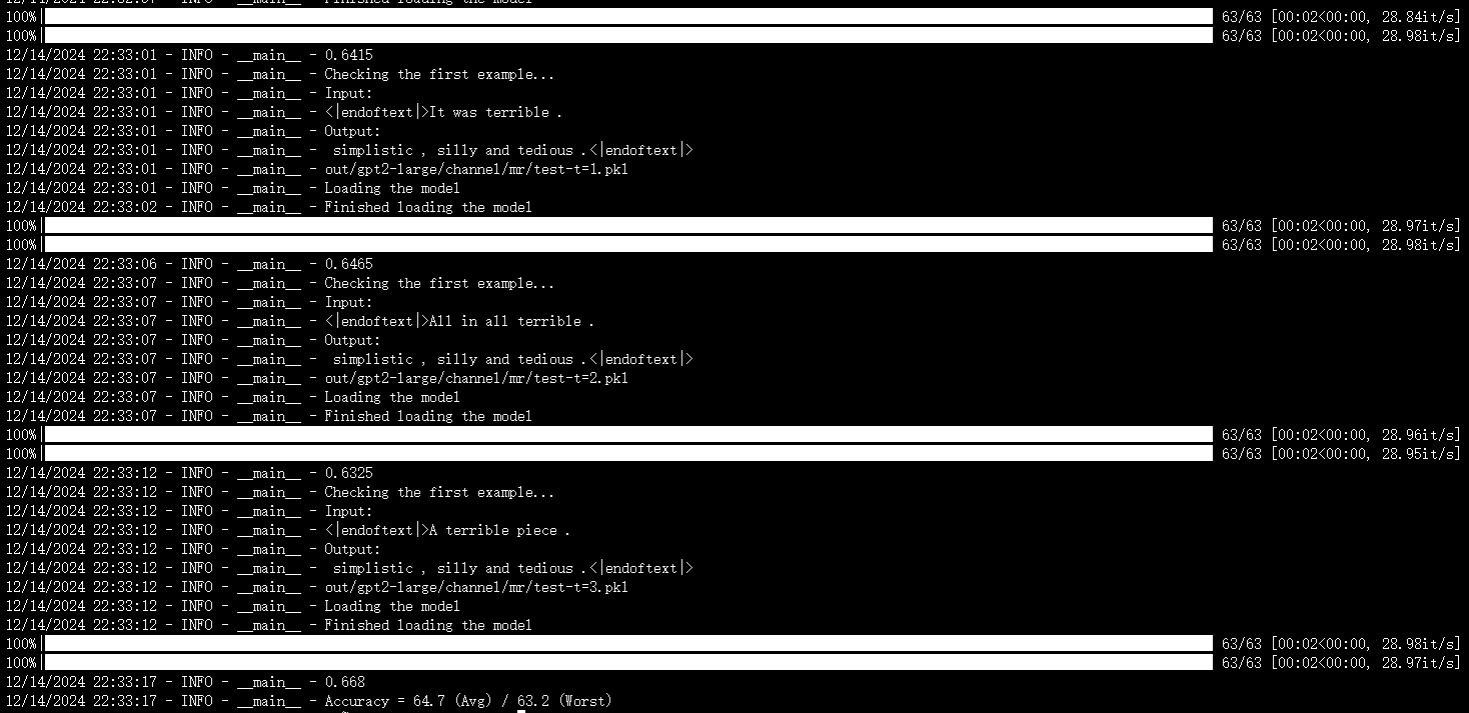 12/14/2024 22:32:57 - INFO - __main__ - Finished loading the model
100%| 63/63 [00:02<00:00, 28.84it/s]
100%| 63/63 [00:02<00:00, 28.98it/s]
12/14/2024 22:33:01 - INFO - __main__ - 0.6415
12/14/2024 22:33:01 - INFO - __main__ - Checking the first example...
12/14/2024 22:33:01 - INFO - __main__ - Input:
12/14/2024 22:33:01 - INFO - __main__ - <|endoftext|>It was terrible .
12/14/2024 22:33:01 - INFO - __main__ - Output:
12/14/2024 22:33:01 - INFO - __main__ -  simplistic , silly and tedious .<|endoftext|>
12/14/2024 22:33:01 - INFO - __main__ - out/gpt2-large/channel/mr/test-t=1.pkl
12/14/2024 22:33:01 - INFO - __main__ - Loading the model
12/14/2024 22:33:02 - INFO - __main__ - Finished loading the model
100%| 63/63 [00:02<00:00, 28.97it/s]
100%| 63/63 [00:02<00:00, 28.98it/s]
12/14/2024 22:33:06 - INFO - __main__ - 0.6465
12/14/2024 22:33:07 - INFO - __main__ - Checking the first example...
12/14/2024 22:33:07 - INFO - __main__ - Input:
12/14/2024 22:33:07 - INFO - __main__ - <|endoftext|>All in all terrible .
12/14/2024 22:33:07 - INFO - __main__ - Output:
12/14/2024 22:33:07 - INFO - __main__ -  simplistic , silly and tedious .<|endoftext|>
12/14/2024 22:33:07 - INFO - __main__ - out/gpt2-large/channel/mr/test-t=2.pkl
12/14/2024 22:33:07 - INFO - __main__ - Loading the model
12/14/2024 22:33:07 - INFO - __main__ - Finished loading the model
100%| 63/63 [00:02<00:00, 28.96it/s]
100%| 63/63 [00:02<00:00, 28.95it/s]
12/14/2024 22:33:12 - INFO - __main__ - 0.6325
12/14/2024 22:33:12 - INFO - __main__ - Checking the first example...
12/14/2024 22:33:12 - INFO - __main__ - Input:
12/14/2024 22:33:12 - INFO - __main__ - <|endoftext|>A terrible piece .
12/14/2024 22:33:12 - INFO - __main__ - Output:
12/14/2024 22:33:12 - INFO - __main__ -  simplistic , silly and tedious .<|endoftext|>
12/14/2024 22:33:12 - INFO - __main__ - out/gpt2-large/channel/mr/test-t=3.pkl
12/14/2024 22:33:12 - INFO - __main__ - Loading the model
12/14/2024 22:33:12 - INFO - __main__ - Finished loading the model
100%| 63/63 [00:02<00:00, 28.98it/s]
100%| 63/63 [00:02<00:00, 28.97it/s]
12/14/2024 22:33:17 - INFO - __main__ - 0.668
12/14/2024 22:33:17 - INFO - __main__ - Accuracy = 64.7 (Avg) / 63.2 (Worst)